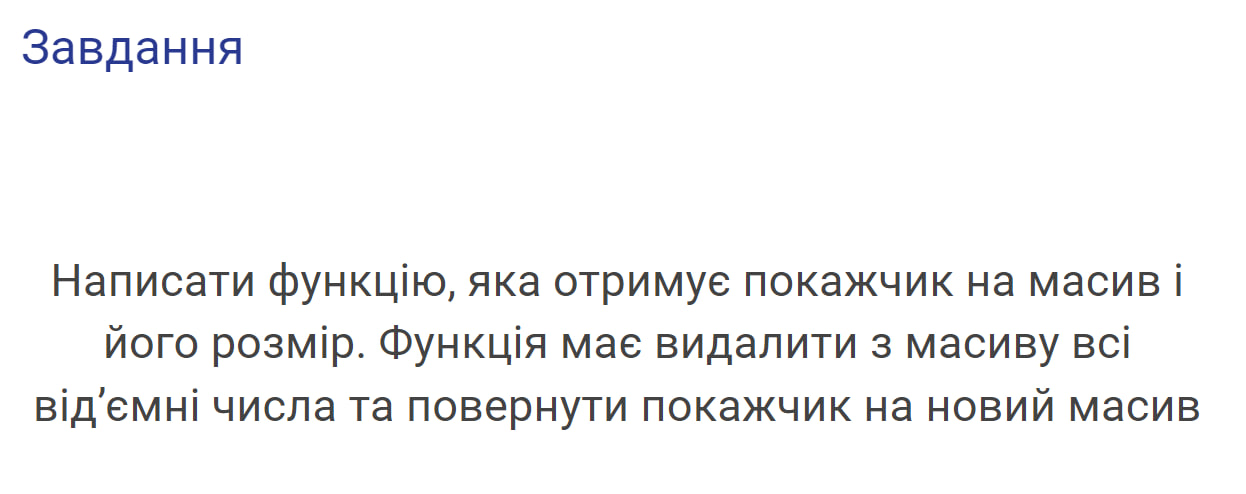 Завдання
Написати функцію, яка отримує покажчик на масив і
його розмір. Функція має видалити з масиву всі
від’ємні числа та повернути покажчик на новий масив